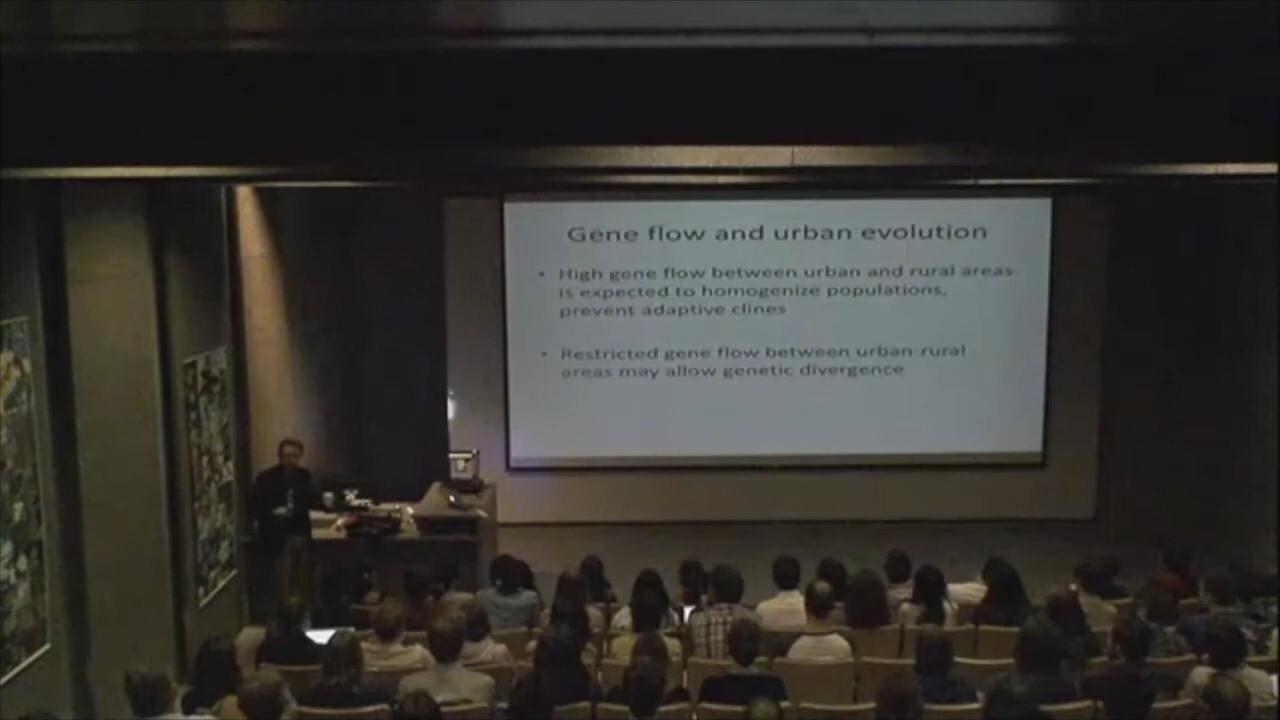 Gene flow and urban evolution
• High gene flow between urban and rural areas
is expected to homogenize populations,
prevent adaptive clines
• Restricted gene flow between urban-rural
areas may allow genetic divergence